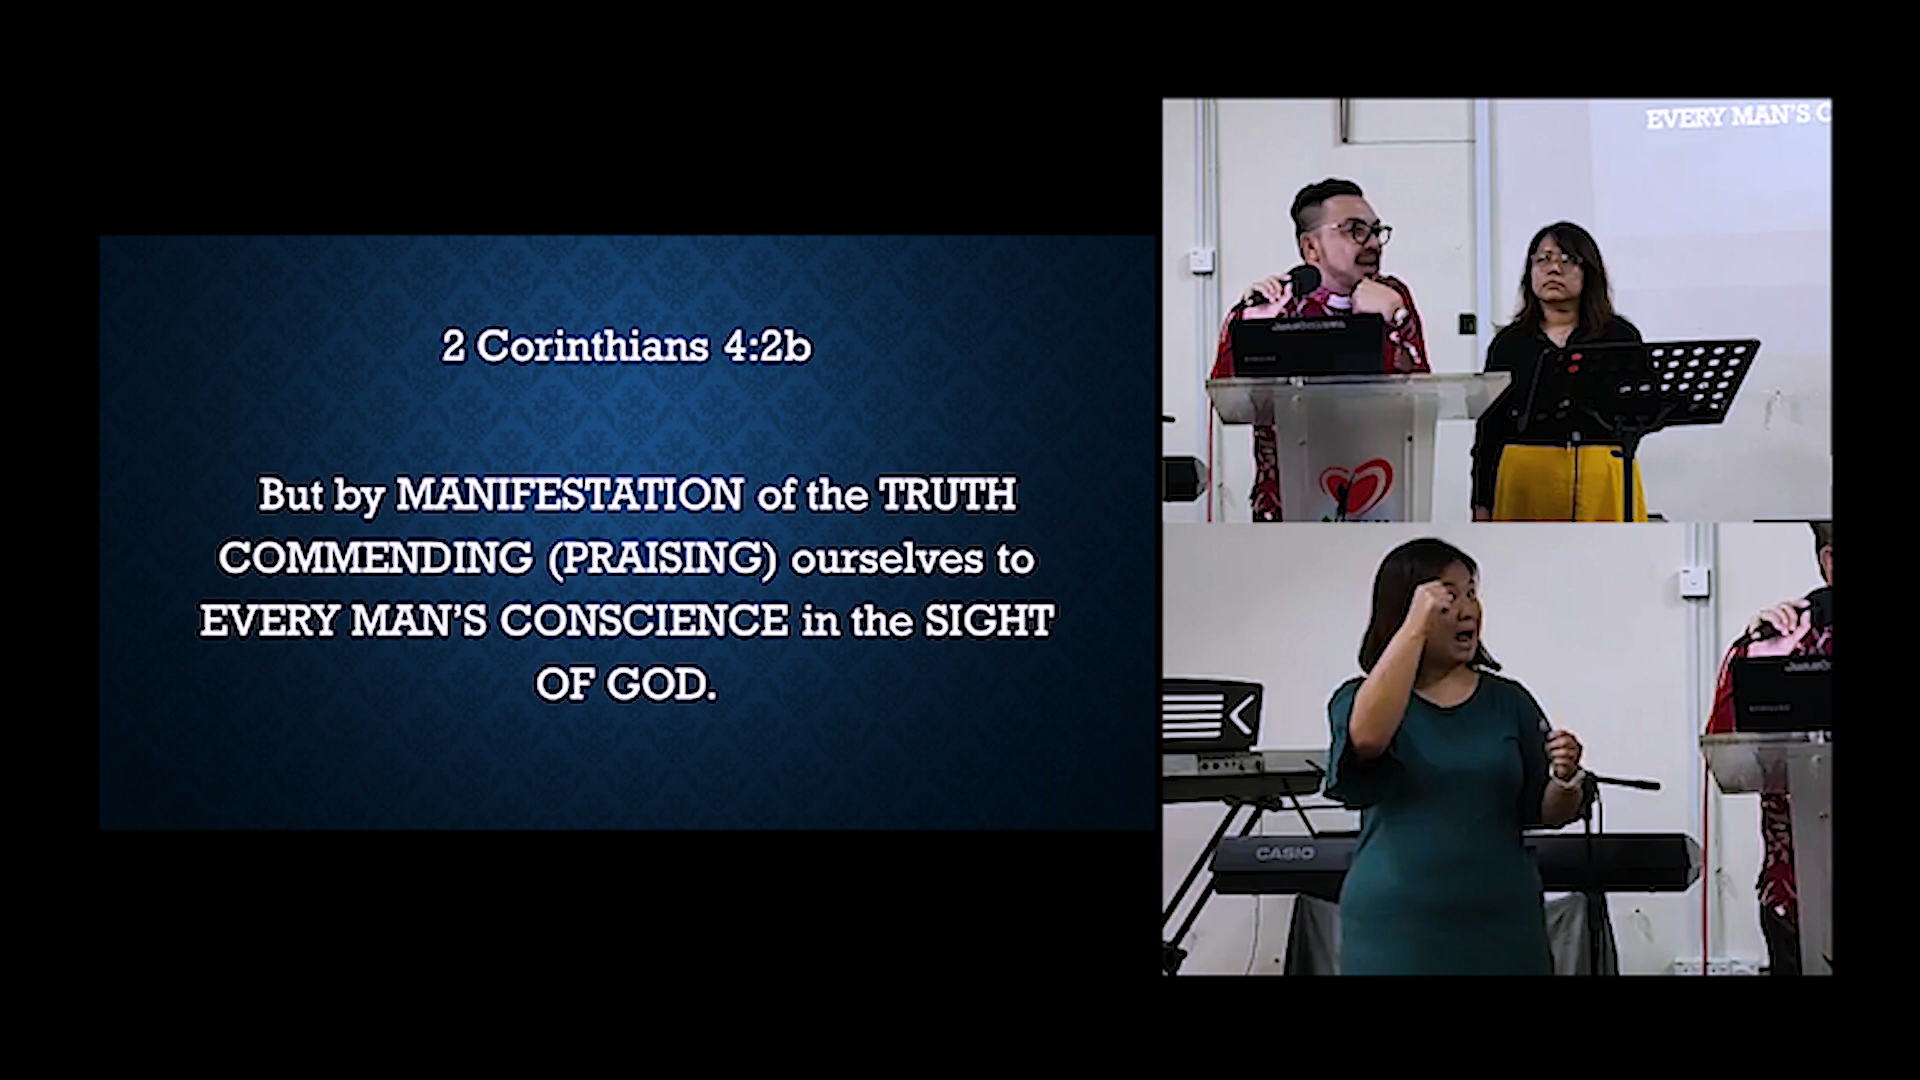 2 Corinthians 4:2b
But by MANIFESTATION of the TRUTH
COMMENDING (PRAISING) ourselves to
EVERY MAN'S CONSCIENCE in the SIGHT
OF GOD.
EVERY MAN'S C
SAMSUNG
CASIO